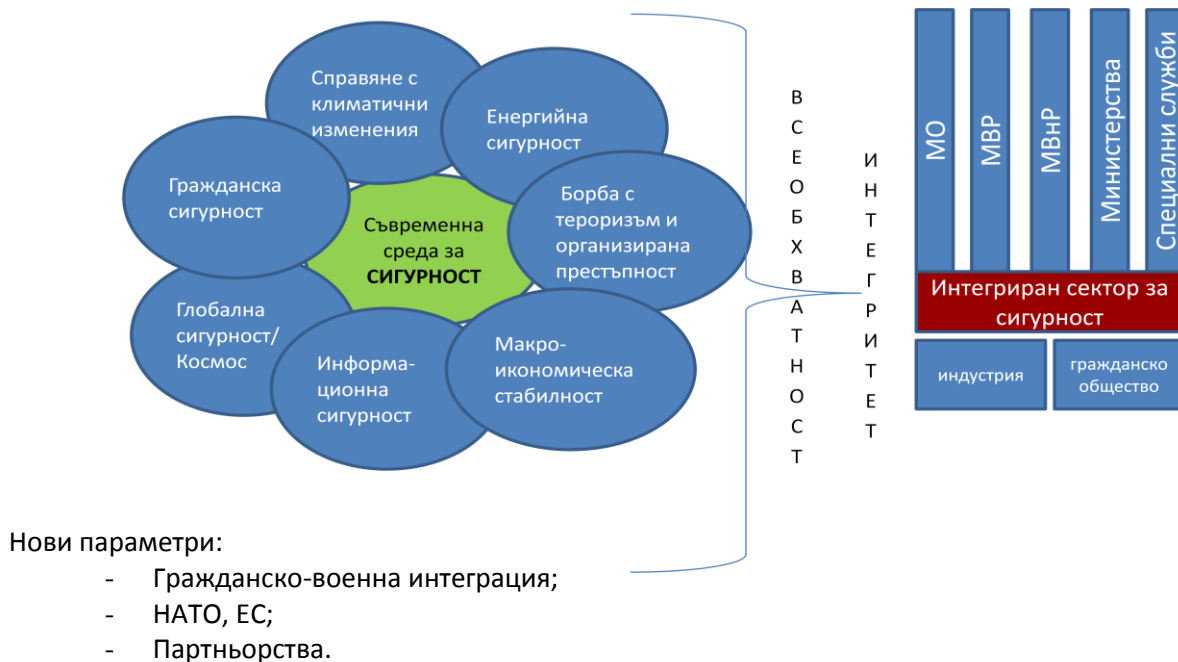 Справяне с
климатични
изменения
Енергийна
сигурност
Гражданска
сигурност
Борба с
тероризъм и
организирана
престъпност
Съвременна
среда за
СИГУРНОСТ
Глобална
сигурност/
Космос
Информа-
ционна
сигурност
Макро-
икономическа
стабилност
ВСЕОБХВАТНОСТ
ИНТЕГРИТЕТ
МО
МВР
МВнР
Министерства
Специални служби
Интегриран сектор за
сигурност
индустрия
гражданско
общество
Нови параметри:
- Гражданско-военна интеграция;
- НАТО, ЕС;
- Партньорства.